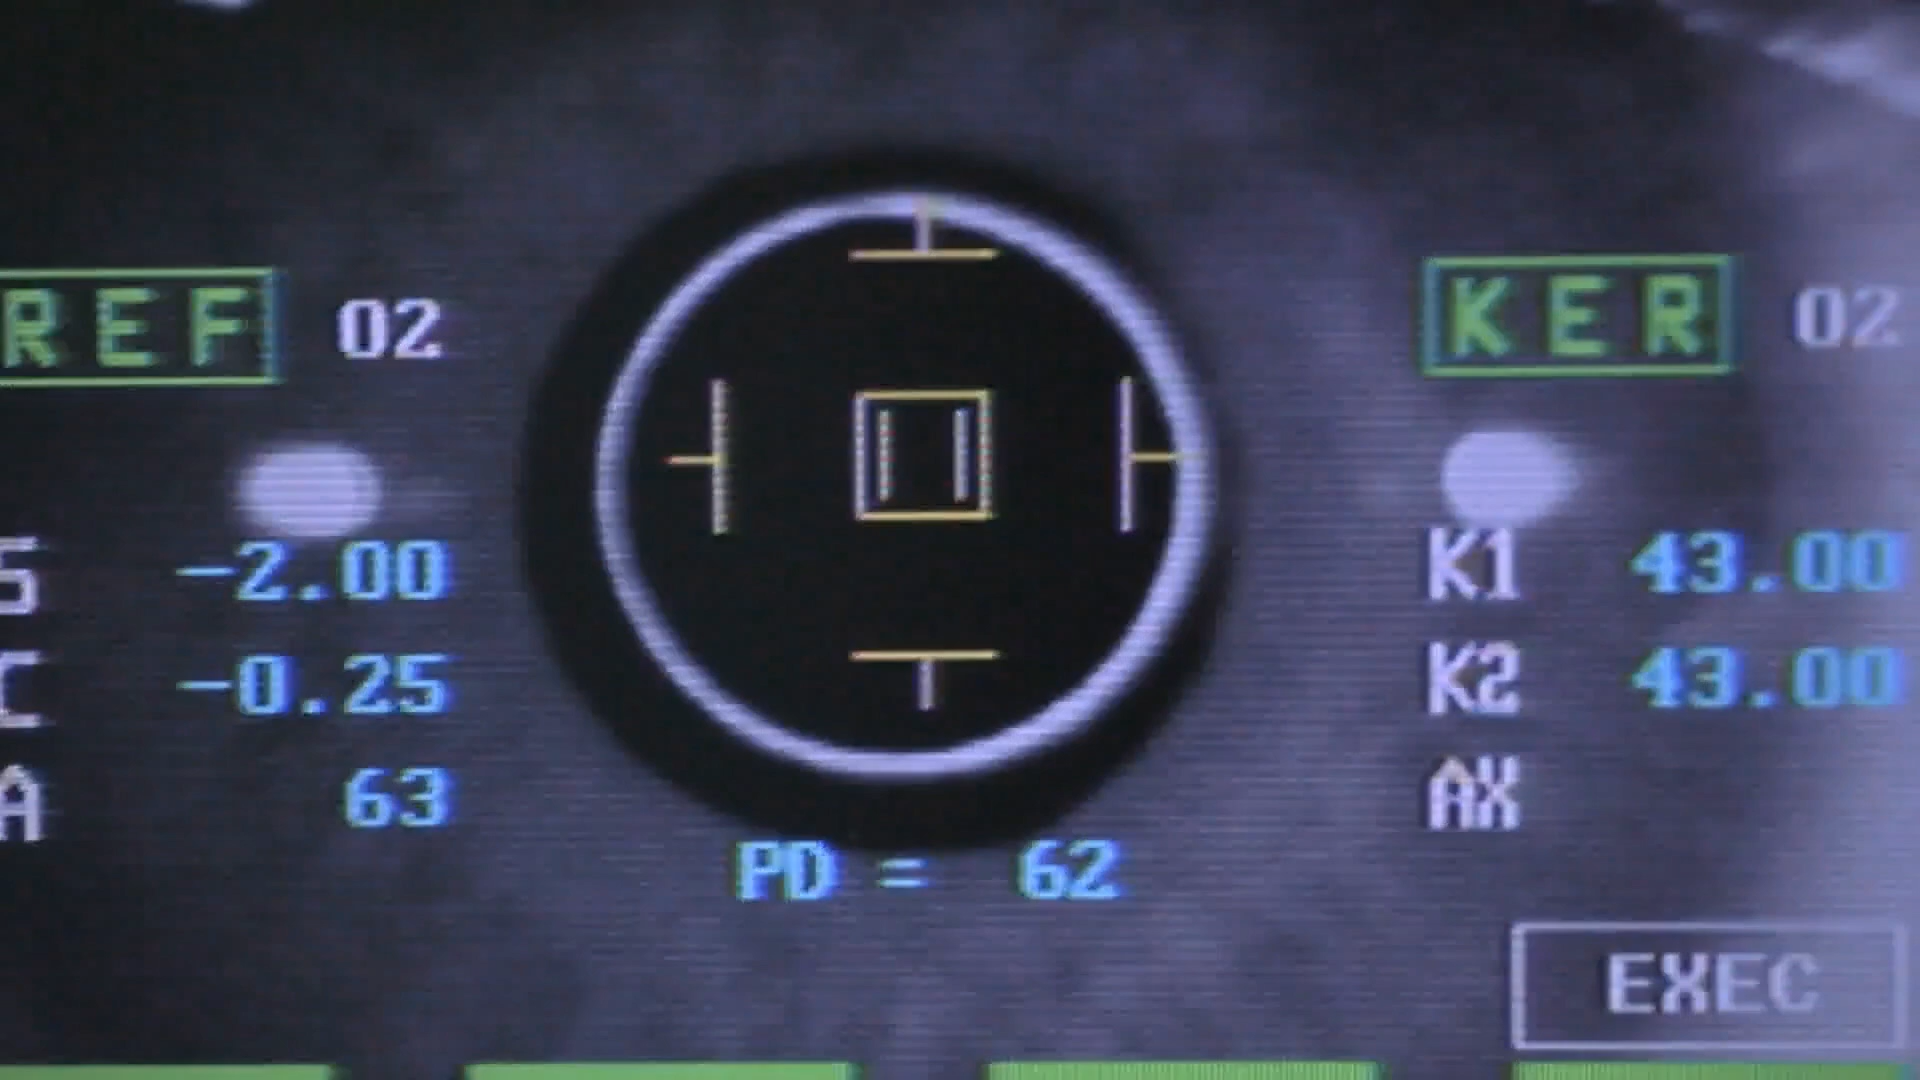 REF 02
KER 02
S -2.00
K1 43.00
C -0.25
K2 43.00
A 63
AX
PD = 62
EXEC